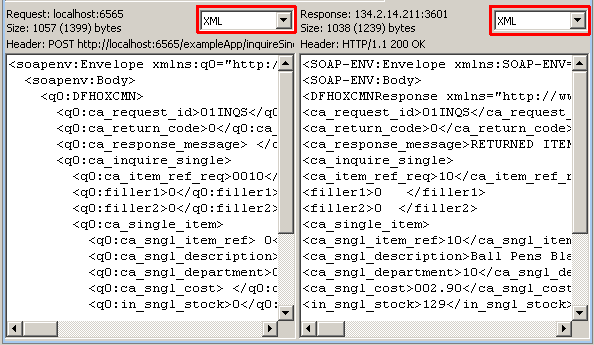 Request: localhost:6565
Size: 1057 (1399) bytes
XML
Header: POST http://localhost:6565/exampleApp/inquireSin
<soapenv:Envelope xmlns:q0="http:/
<soapenv:Body>
<q0:DFH0XCMN>
<q0:ca_request_id>01INQS</q0
<q0:ca_return_code>0</q0:ca_
<q0:ca_response_message> </q
<q0:ca_inquire_single>
<q0:ca_item_ref_req>0010</
<q0:filler1>0</q0:filler1>
<q0:filler2>0</q0:filler2>
<q0:ca_single_item>
<q0:ca_sngl_item_ref> 0<
<q0:ca_sngl_description>
<q0:ca_sngl_department>0
<q0:ca_sngl_cost> </q0:c
<q0:in_sngl_stock>0</q0:
Response: 134.2.14.211:3601
Size: 1038 (1239) bytes
XML
Header: HTTP/1.1 200 OK
<SOAP-ENV:Envelope xmlns:SOAP-ENV=
<SOAP-ENV:Body>
<DFH0XCMNResponse xmlns="http://ww
<ca_request_id>01INQS</ca_request_
<ca_return_code>0</ca_return_code>
<ca_response_message>RETURNED ITEM
<ca_inquire_single>
<ca_item_ref_req>10</ca_item_ref_r
<filler1>0 </filler1>
<filler2>0 </filler2>
<ca_single_item>
<ca_sngl_item_ref>10</ca_sngl_item
<ca_sngl_description>Ball Pens Bla
<ca_sngl_department>10</ca_sngl_de
<ca_sngl_cost>002.90</ca_sngl_cost
<in_sngl_stock>129</in_sngl_stock>